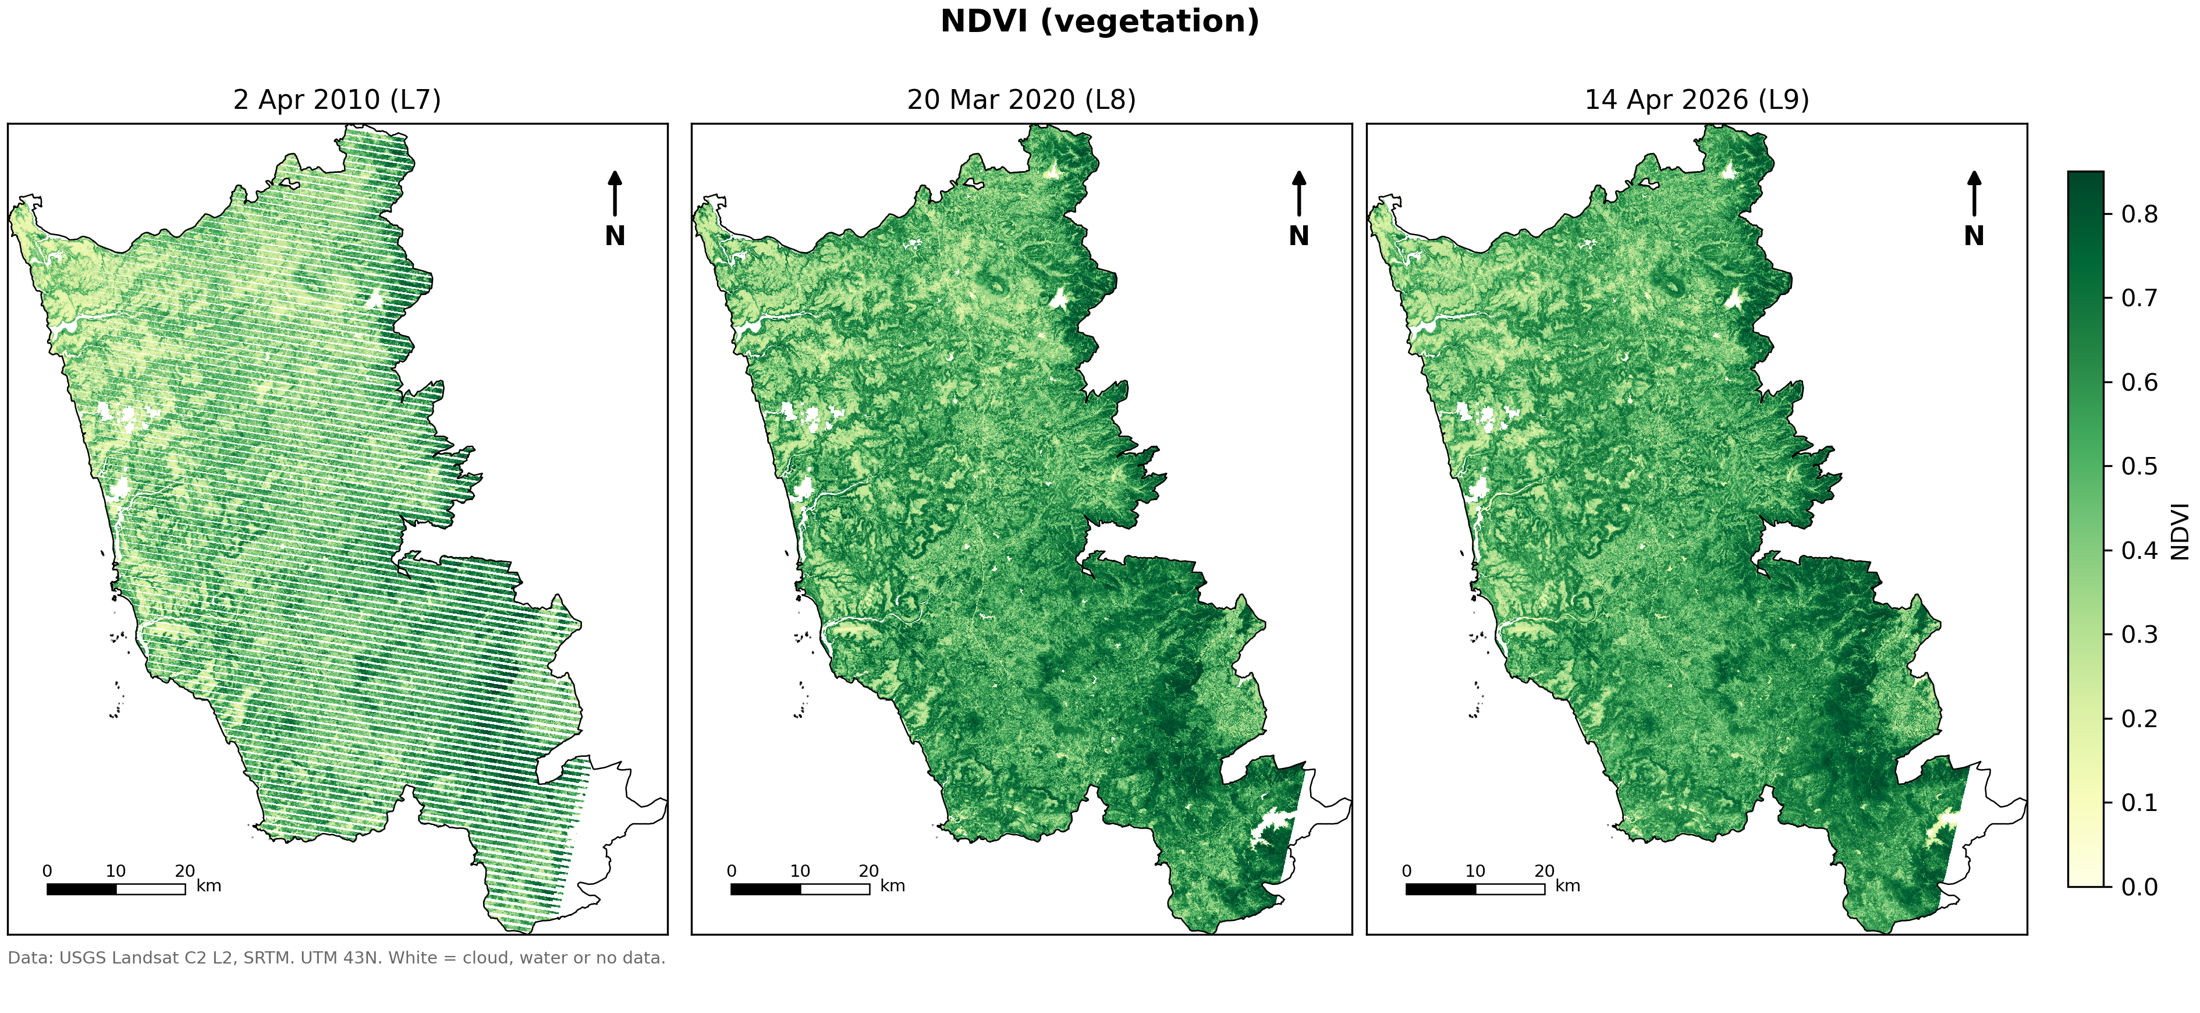 NDVI (vegetation)
2 Apr 2010 (L7)
20 Mar 2020 (L8)
14 Apr 2026 (L9)
N
N
N
0.8
0.7
0.6
0.5
0.4
0.3
0.2
0.1
0.0
NDVI
0 10 20 km
0 10 20 km
0 10 20 km
Data: USGS Landsat C2 L2, SRTM. UTM 43N. White = cloud, water or no data.